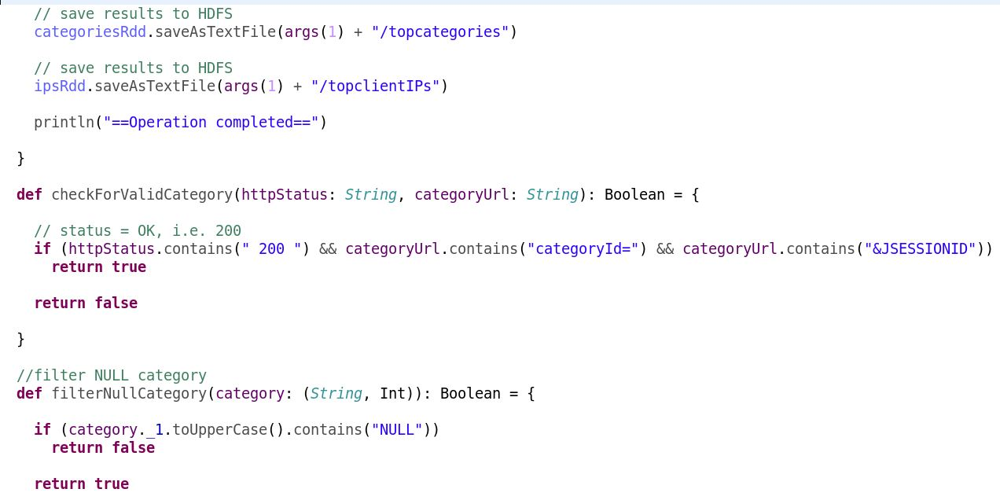 // save results to HDFS
categoriesRdd.saveAsTextFile(args(1) + "/topcategories")
// save results to HDFS
ipsRdd.saveAsTextFile(args(1) + "/topclientIPs")
println("==Operation completed==")
}
def checkForValidCategory(httpStatus: String, categoryUrl: String): Boolean = {
// status = OK, i.e. 200
if (httpStatus.contains(" 200 ") && categoryUrl.contains("categoryId=") && categoryUrl.contains("&JSESSIONID"))
return true
return false
}
//filter NULL category
def filterNullCategory(category: (String, Int)): Boolean = {
if (category._1.toUpperCase().contains("NULL"))
return false
return true